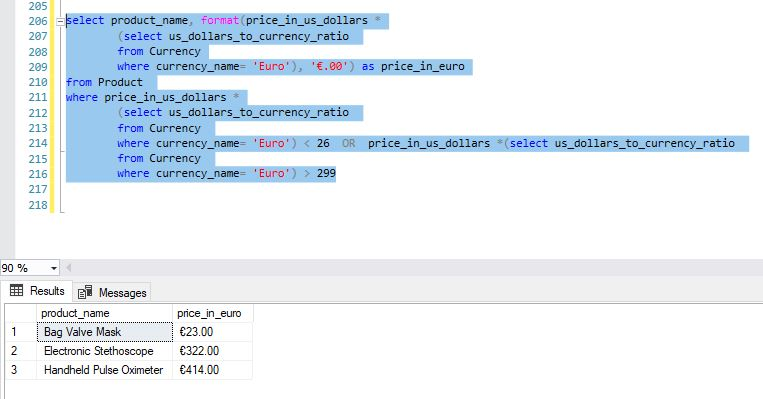 205
206 select product_name, format(price_in_us_dollars *
207 (select us_dollars_to_currency_ratio
208 from Currency
209 where currency_name= 'Euro'), '€.00') as price_in_euro
210 from Product
211 where price_in_us_dollars *
212 (select us_dollars_to_currency_ratio
213 from Currency
214 where currency_name= 'Euro') < 26 OR price_in_us_dollars *(select us_dollars_to_currency_ratio
215 from Currency
216 where currency_name= 'Euro') > 299
217
218
90 %
Results Messages
product_name price_in_euro
1 Bag Valve Mask €23.00
2 Electronic Stethoscope €322.00
3 Handheld Pulse Oximeter €414.00